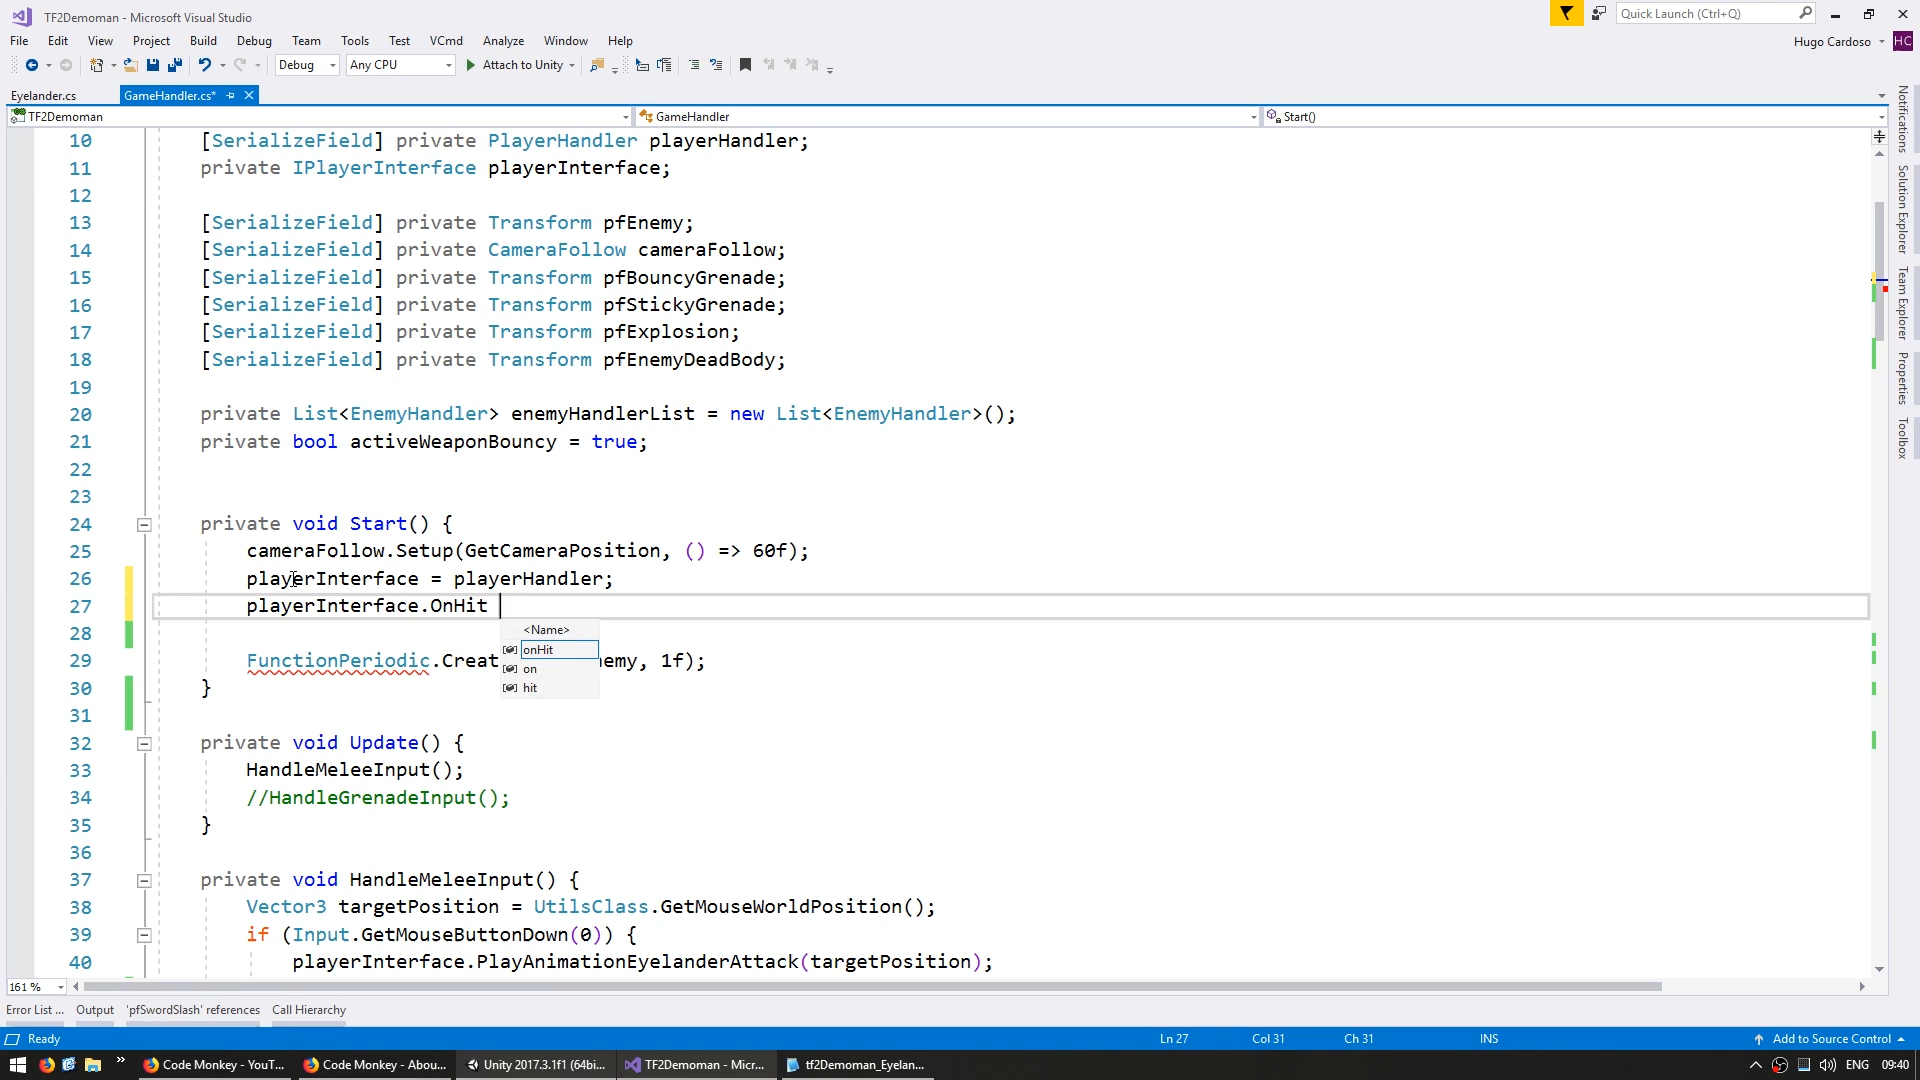 TF2Demoman - Microsoft Visual Studio
Quick Launch (Ctrl+Q)
File Edit View Project Build Debug Team Tools Test VCmd Analyze Window Help
Hugo Cardoso HC
Debug Any CPU Attach to Unity
Eyelander.cs GameHandler.cs*
TF2Demoman GameHandler Start()
10 [SerializeField] private PlayerHandler playerHandler;
11 private IPlayerInterface playerInterface;
12
13 [SerializeField] private Transform pfEnemy;
14 [SerializeField] private CameraFollow cameraFollow;
15 [SerializeField] private Transform pfBouncyGrenade;
16 [SerializeField] private Transform pfStickyGrenade;
17 [SerializeField] private Transform pfExplosion;
18 [SerializeField] private Transform pfEnemyDeadBody;
19
20 private List<EnemyHandler> enemyHandlerList = new List<EnemyHandler>();
21 private bool activeWeaponBouncy = true;
22
23
24 private void Start() {
25 cameraFollow.Setup(GetCameraPosition, () => 60f);
26 playerInterface = playerHandler;
27 playerInterface.OnHit
<Name>
28
onHit
29 FunctionPeriodic.Creat emy, 1f);
on
30 }
hit
31
32 private void Update() {
33 HandleMeleeInput();
34 //HandleGrenadeInput();
35 }
36
37 private void HandleMeleeInput() {
38 Vector3 targetPosition = UtilsClass.GetMouseWorldPosition();
39 if (Input.GetMouseButtonDown(0)) {
40 playerInterface.PlayAnimationEyelanderAttack(targetPosition);
Notifications
Solution Explorer
Team Explorer
Properties
Toolbox
161 %
Error List ... Output 'pfSwordSlash' references Call Hierarchy
Ready Ln 27 Col 31 Ch 31 INS Add to Source Control
Code Monkey - YouT... Code Monkey - Abou... Unity 2017.3.1f1 (64bi... TF2Demoman - Micr... tf2Demoman_Eyelan... ENG 09:40